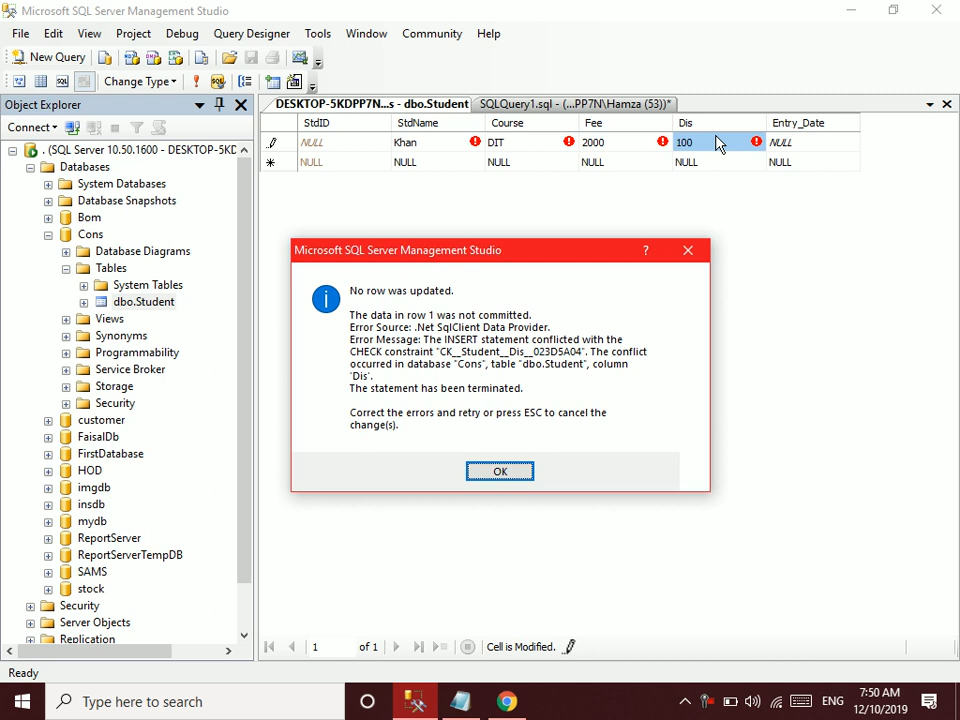 Microsoft SQL Server Management Studio
File Edit View Project Debug Query Designer Tools Window Community Help
New Query
Change Type
Object Explorer
DESKTOP-5KDPP7N...s - dbo.Student SQLQuery1.sql - (...PP7N\Hamza (53))*
Connect
StdID StdName Course Fee Dis Entry_Date
NULL Khan DIT 2000 100 NULL
NULL NULL NULL NULL NULL NULL
. (SQL Server 10.50.1600 - DESKTOP-5KD
Databases
System Databases
Database Snapshots
Bom
Cons
Database Diagrams
Tables
System Tables
dbo.Student
Views
Synonyms
Programmability
Service Broker
Storage
Security
customer
FaisalDb
FirstDatabase
HOD
imgdb
insdb
mydb
ReportServer
ReportServerTempDB
SAMS
stock
Security
Server Objects
Replication
Microsoft SQL Server Management Studio
No row was updated.
The data in row 1 was not committed.
Error Source: .Net SqlClient Data Provider.
Error Message: The INSERT statement conflicted with the
CHECK constraint "CK__Student__Dis__023D5A04". The conflict
occurred in database "Cons", table "dbo.Student", column
'Dis'.
The statement has been terminated.
Correct the errors and retry or press ESC to cancel the
change(s).
OK
1 of 1 Cell is Modified.
Ready
Type here to search
ENG
7:50 AM
12/10/2019